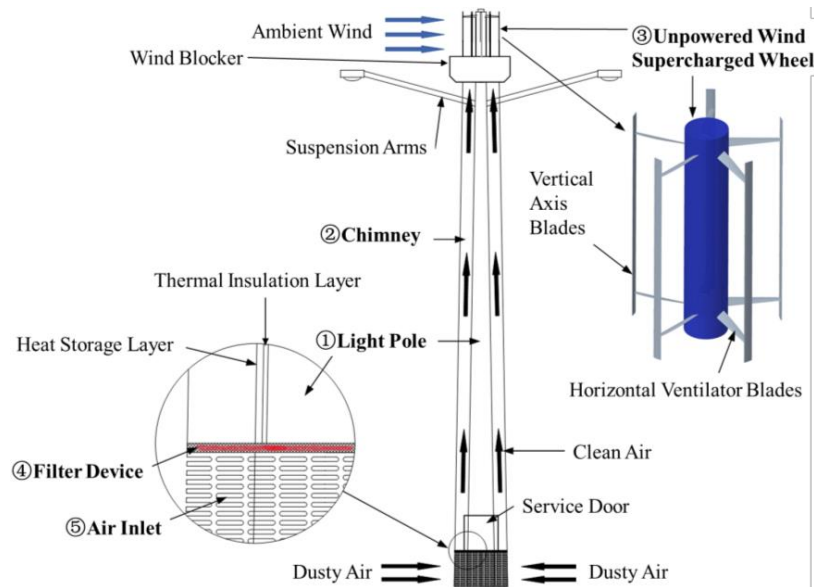 Ambient Wind
③Unpowered Wind
Supercharged Wheel
Wind Blocker
Suspension Arms
Vertical
Axis
Blades
②Chimney
Thermal Insulation Layer
①Light Pole
Heat Storage Layer
Horizontal Ventilator Blades
④Filter Device
Clean Air
Service Door
⑤Air Inlet
Dusty Air
Dusty Air